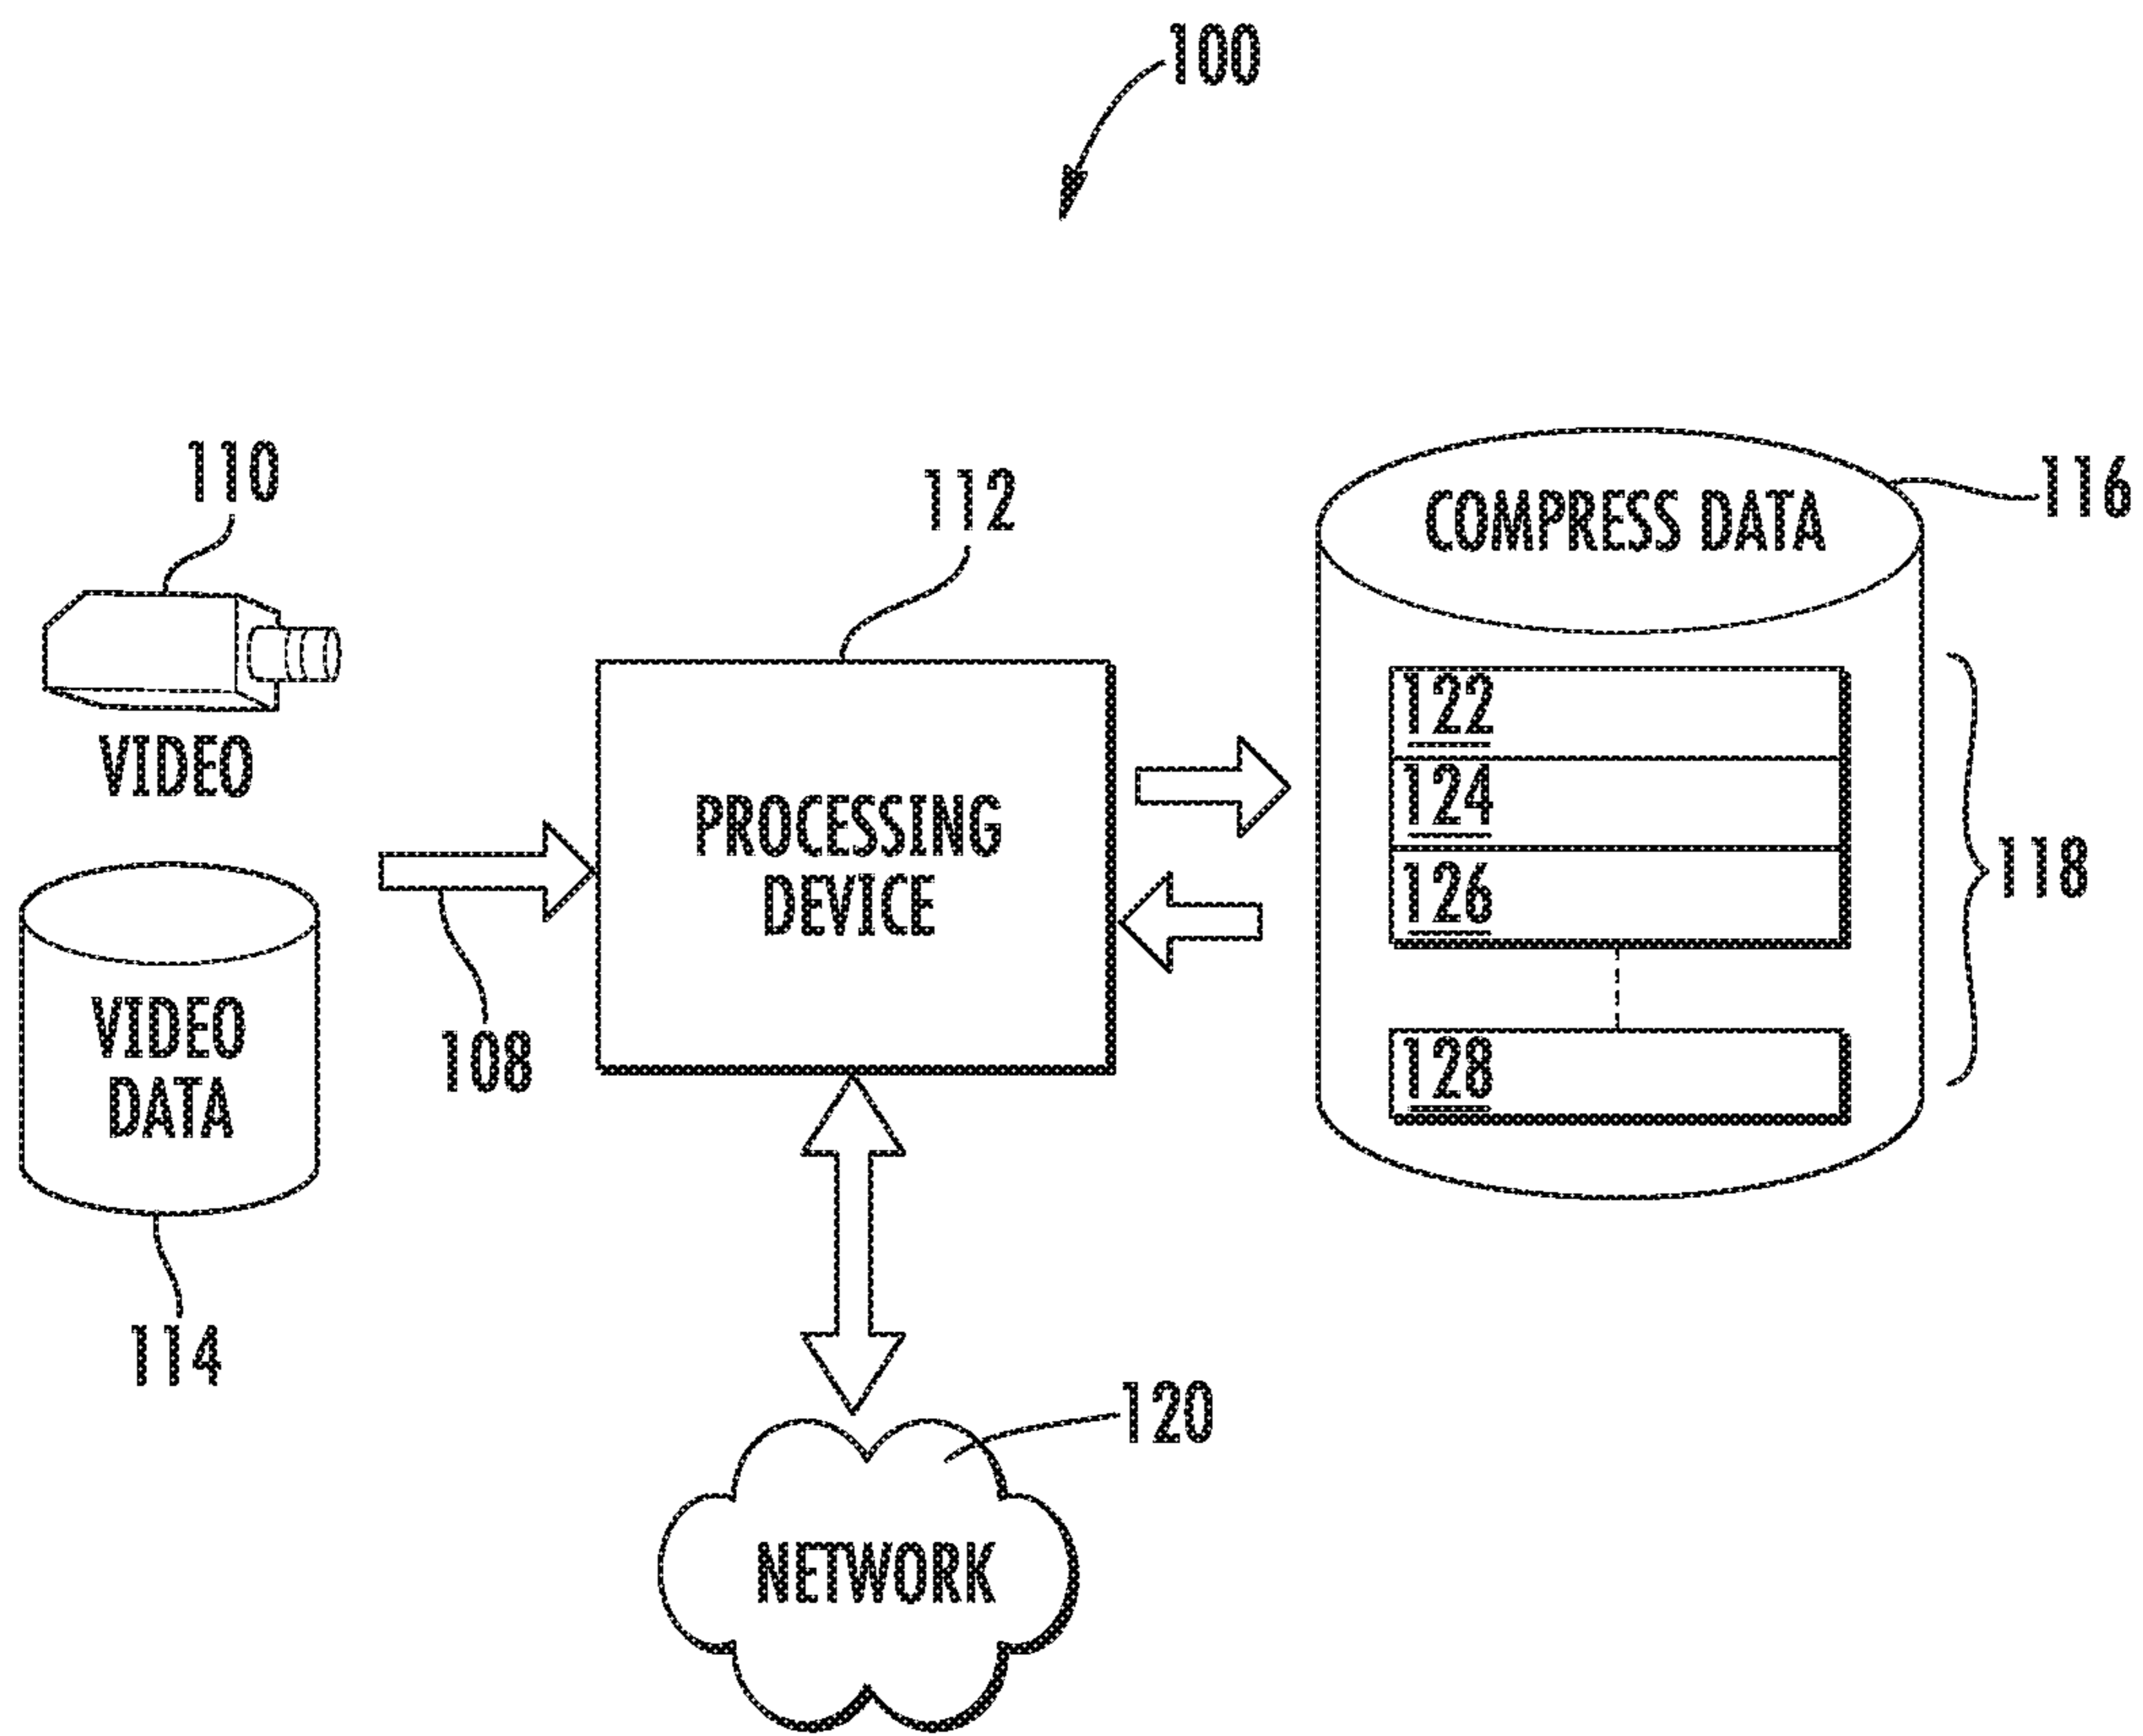 100
110
112
116
COMPRESS DATA
122
VIDEO
124
PROCESSING
DEVICE
118
126
VIDEO
DATA
108
128
114
120
NETWORK